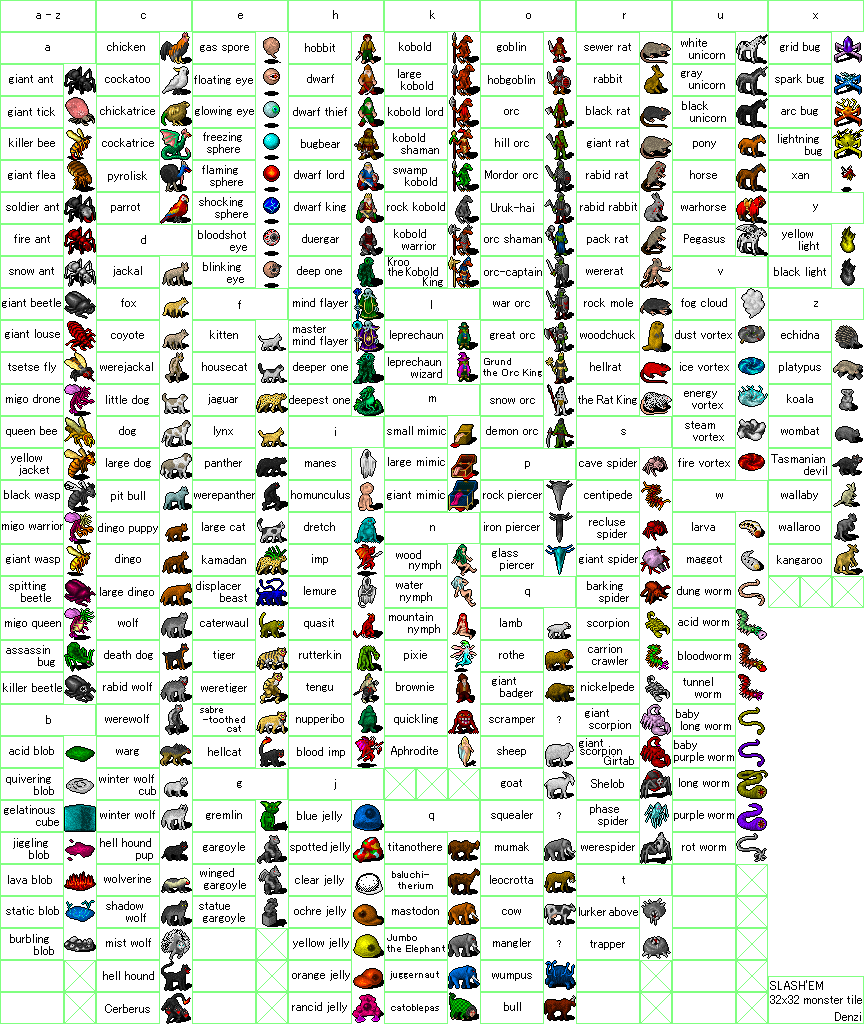 a - z
a
giant ant
giant tick
killer bee
giant flea
soldier ant
fire ant
snow ant
giant beetle
giant louse
tsetse fly
migo drone
queen bee
yellow
jacket
black wasp
migo warrior
giant wasp
spitting
beetle
migo queen
assassin
bug
killer beetle
b
acid blob
quivering
blob
gelatinous
cube
jiggling
blob
lava blob
static blob
burbling
blob
c
chicken
cockatoo
chickatrice
cockatrice
pyrolisk
parrot
d
jackal
fox
coyote
werejackal
little dog
dog
large dog
pit bull
dingo puppy
dingo
large dingo
wolf
death dog
rabid wolf
werewolf
warg
winter wolf
cub
winter wolf
hell hound
pup
wolverine
shadow
wolf
mist wolf
hell hound
Cerberus
e
gas spore
floating eye
glowing eye
freezing
sphere
flaming
sphere
shocking
sphere
bloodshot
eye
blinking
eye
f
kitten
housecat
jaguar
lynx
panther
werepanther
large cat
kamadan
displacer
beast
caterwaul
tiger
weretiger
sabre
-toothed
cat
hellcat
g
gremlin
gargoyle
winged
gargoyle
statue
gargoyle
h
hobbit
dwarf
dwarf thief
bugbear
dwarf lord
dwarf king
duergar
deep one
mind flayer
master
mind flayer
deeper one
deepest one
i
manes
homunculus
dretch
imp
lemure
quasit
rutterkin
tengu
nupperibo
blood imp
j
blue jelly
spotted jelly
clear jelly
ochre jelly
yellow jelly
orange jelly
rancid jelly
k
kobold
large
kobold
kobold lord
kobold
shaman
swamp
kobold
rock kobold
kobold
warrior
Kroo
the Kobold
King
l
leprechaun
leprechaun
wizard
m
small mimic
large mimic
giant mimic
n
wood
nymph
water
nymph
mountain
nymph
pixie
brownie
quickling
Aphrodite
q
titanothere
baluchi-
therium
mastodon
Jumbo
the Elephant
juggernaut
catoblepas
o
goblin
hobgoblin
orc
hill orc
Mordor orc
Uruk-hai
orc shaman
orc-captain
war orc
great orc
Grund
the Orc King
snow orc
demon orc
p
rock piercer
iron piercer
glass
piercer
q
lamb
rothe
giant
badger
scramper
?
sheep
goat
squealer
?
mumak
leocrotta
cow
mangler
?
wumpus
bull
r
sewer rat
rabbit
black rat
giant rat
rabid rat
rabid rabbit
pack rat
wererat
rock mole
woodchuck
hellrat
the Rat King
s
cave spider
centipede
recluse
spider
giant spider
barking
spider
scorpion
carrion
crawler
nickelpede
giant
scorpion
giant
scorpion
Girtab
Shelob
phase
spider
werespider
t
lurker above
trapper
u
white
unicorn
gray
unicorn
black
unicorn
pony
horse
warhorse
Pegasus
v
fog cloud
dust vortex
ice vortex
energy
vortex
steam
vortex
fire vortex
w
larva
maggot
dung worm
acid worm
bloodworm
tunnel
worm
baby
long worm
baby
purple worm
long worm
purple worm
rot worm
x
grid bug
spark bug
arc bug
lightning
bug
xan
y
yellow
light
black light
z
echidna
platypus
koala
wombat
Tasmanian
devil
wallaby
wallaroo
kangaroo
SLASH'EM
32x32 monster tile
Denzi